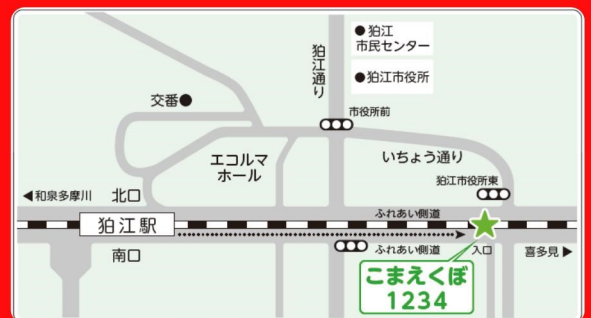 ●狛江
市民センター
●狛江市役所
狛江通り
交番●
市役所前
エコルマ
ホール
いちょう通り
狛江市役所東
◀和泉多摩川
北口
ふれあい側道
狛江駅
南口
ふれあい側道
入口
喜多見▶
こまえくぼ
1234